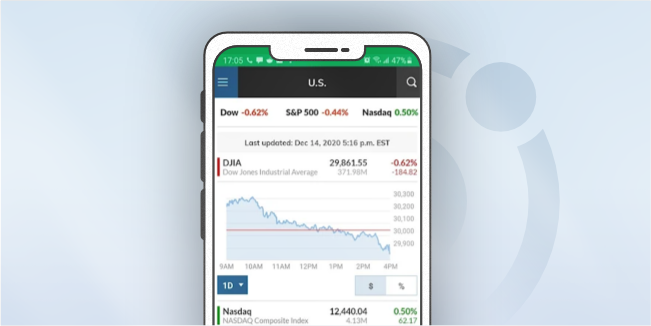 17:05 47%
U.S.
Dow -0.62% S&P 500 -0.44% Nasdaq 0.50%
Last updated: Dec 14, 2020 5:16 p.m. EST
DJIA 29,861.55 -0.62%
Dow Jones Industrial Average 371.98M -184.82
30,300
30,200
30,100
30,000
29,900
9AM 10AM 11AM 12PM 1PM 2PM 4PM
1D $ %
Nasdaq 12,440.04 0.50%
NASDAQ Composite Index 4.13M 62.17